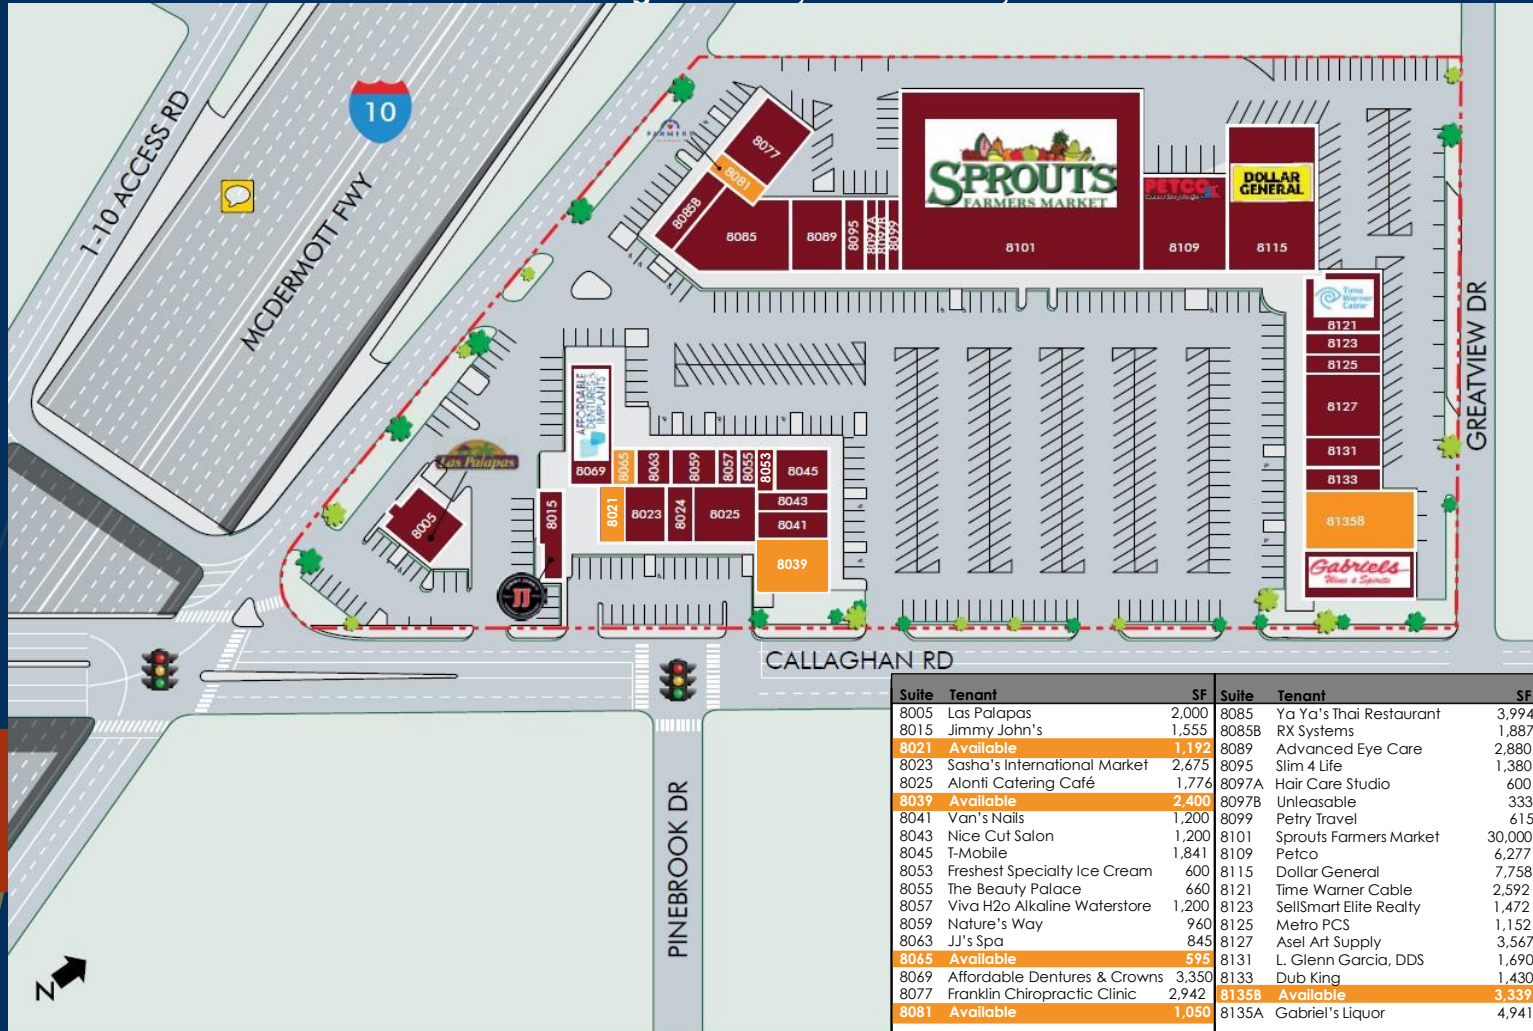 10
1-10 ACCESS RD
MCDERMOTT FWY
8077
8081
8085B
8085
8089
8095
8097A
8097B
8099
SPROUTS
FARMERS MARKET
8101
PETCO
8109
DOLLAR
GENERAL
8115
Time
Warner
Cable
8121
8123
8125
8127
8131
8133
8135B
Gabriels
Wine & Spirits
GREATVIEW DR
AFFORDABLE
DENTURES &
IMPLANTS
8069
8065
8063
8059
8057
8055
8053
8045
8021
8023
8024
8025
8043
8041
8039
Las Palapas
8005
8015
JJ
CALLAGHAN RD
PINEBROOK DR
N
Suite Tenant SF Suite Tenant SF
8005 Las Palapas 2,000 8085 Ya Ya's Thai Restaurant 3,994
8015 Jimmy John's 1,555 8085B RX Systems 1,887
8021 Available 1,192 8089 Advanced Eye Care 2,880
8023 Sasha's International Market 2,675 8095 Slim 4 Life 1,380
8025 Alonti Catering Café 1,776 8097A Hair Care Studio 600
8039 Available 2,400 8097B Unleasable 333
8041 Van's Nails 1,200 8099 Petry Travel 615
8043 Nice Cut Salon 1,200 8101 Sprouts Farmers Market 30,000
8045 T-Mobile 1,841 8109 Petco 6,277
8053 Freshest Specialty Ice Cream 600 8115 Dollar General 7,758
8055 The Beauty Palace 660 8121 Time Warner Cable 2,592
8057 Viva H2o Alkaline Waterstore 1,200 8123 SellSmart Elite Realty 1,472
8059 Nature's Way 960 8125 Metro PCS 1,152
8063 JJ's Spa 845 8127 Asel Art Supply 3,567
8065 Available 595 8131 L. Glenn Garcia, DDS 1,690
8069 Affordable Dentures & Crowns 3,350 8133 Dub King 1,430
8077 Franklin Chiropractic Clinic 2,942 8135B Available 3,339
8081 Available 1,050 8135A Gabriel's Liquor 4,941